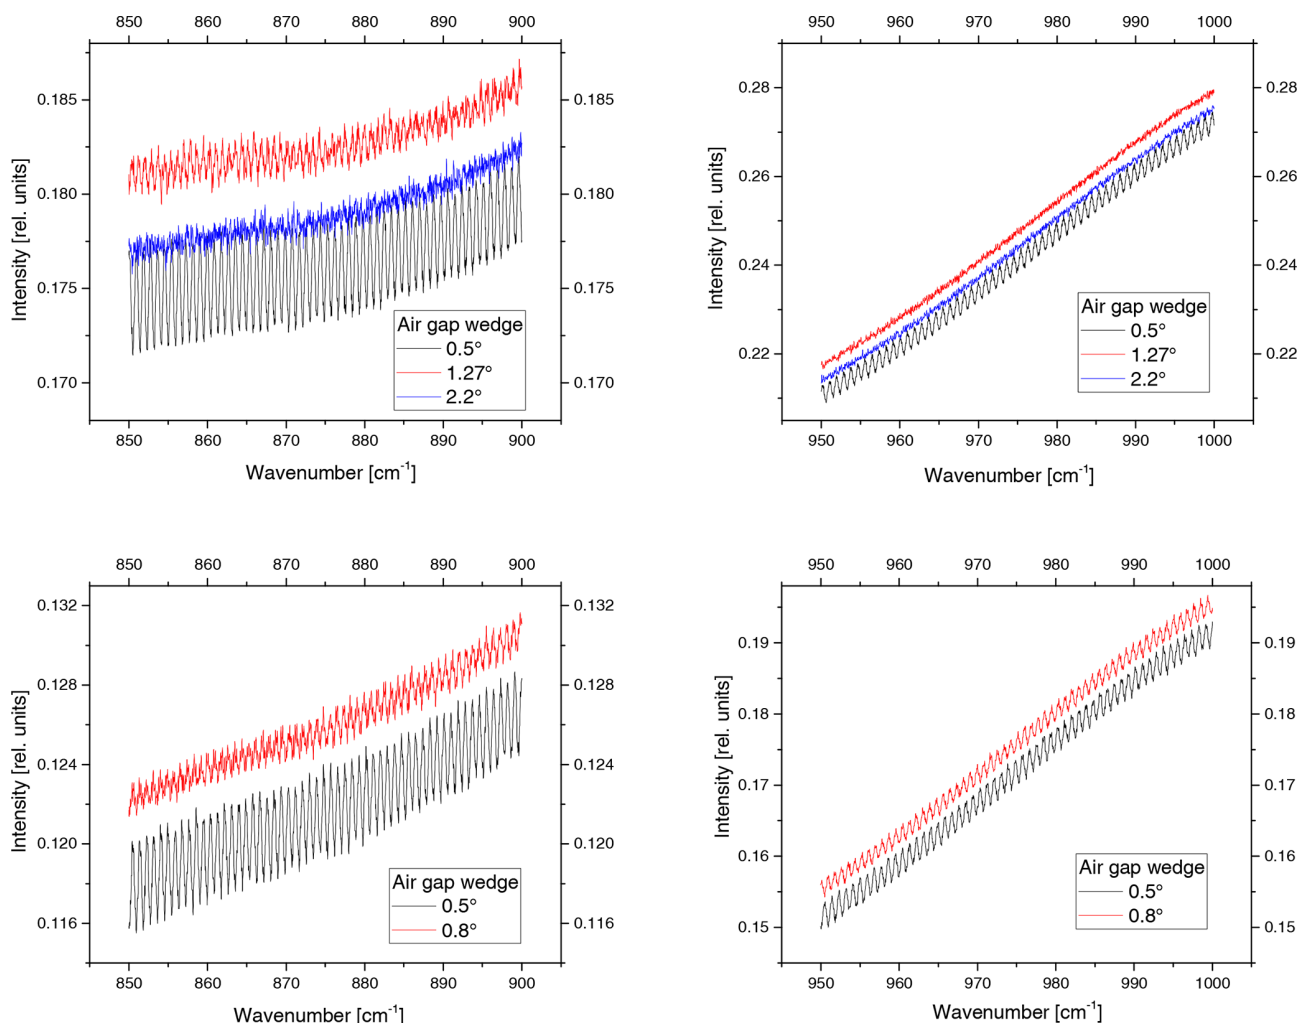 850 860 870 880 890 900
0.185 0.185
0.180 0.180
0.175 0.175
0.170 0.170
Intensity [rel. units]
Air gap wedge
0.5°
1.27°
2.2°
850 860 870 880 890 900
Wavenumber [cm⁻¹]
950 960 970 980 990 1000
0.28 0.28
0.26 0.26
0.24 0.24
0.22 0.22
Intensity [rel. units]
Air gap wedge
0.5°
1.27°
2.2°
950 960 970 980 990 1000
Wavenumber [cm⁻¹]
850 860 870 880 890 900
0.132 0.132
0.128 0.128
0.124 0.124
0.120 0.120
0.116 0.116
Intensity [rel. units]
Air gap wedge
0.5°
0.8°
850 860 870 880 890 900
Wavenumber [cm⁻¹]
950 960 970 980 990 1000
0.19 0.19
0.18 0.18
0.17 0.17
0.16 0.16
0.15 0.15
Intensity [rel. units]
Air gap wedge
0.5°
0.8°
950 960 970 980 990 1000
Wavenumber [cm⁻¹]